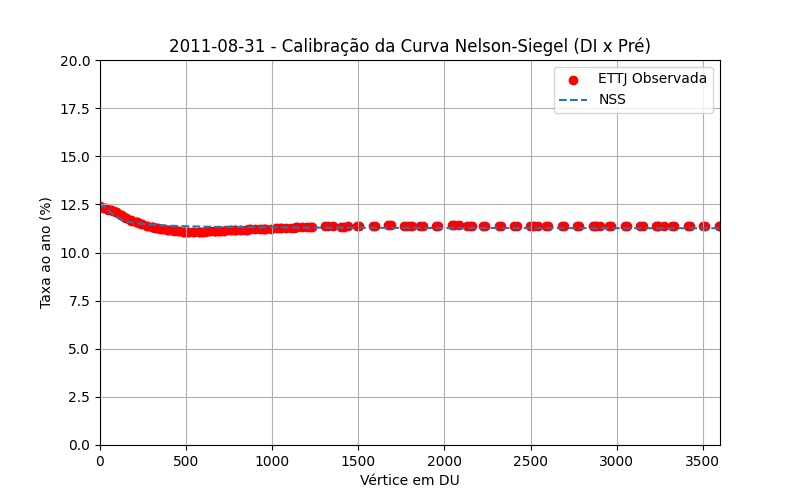 2011-08-31 - Calibração da Curva Nelson-Siegel (DI x Pré)
ETTJ Observada
NSS
Taxa ao ano (%)
20.0
17.5
15.0
12.5
10.0
7.5
5.0
2.5
0.0
0 500 1000 1500 2000 2500 3000 3500
Vértice em DU